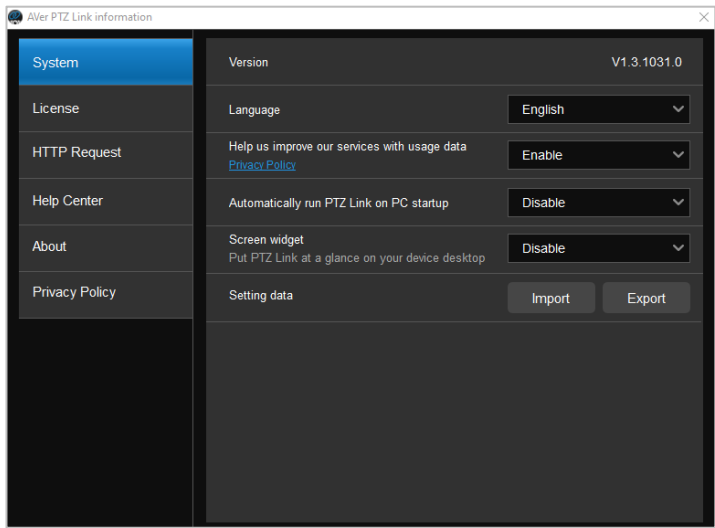 AVer PTZ Link information
System
License
HTTP Request
Help Center
About
Privacy Policy
Version
V1.3.1031.0
Language
English
Help us improve our services with usage data
Privacy Policy
Enable
Automatically run PTZ Link on PC startup
Disable
Screen widget
Put PTZ Link at a glance on your device desktop
Disable
Setting data
Import
Export